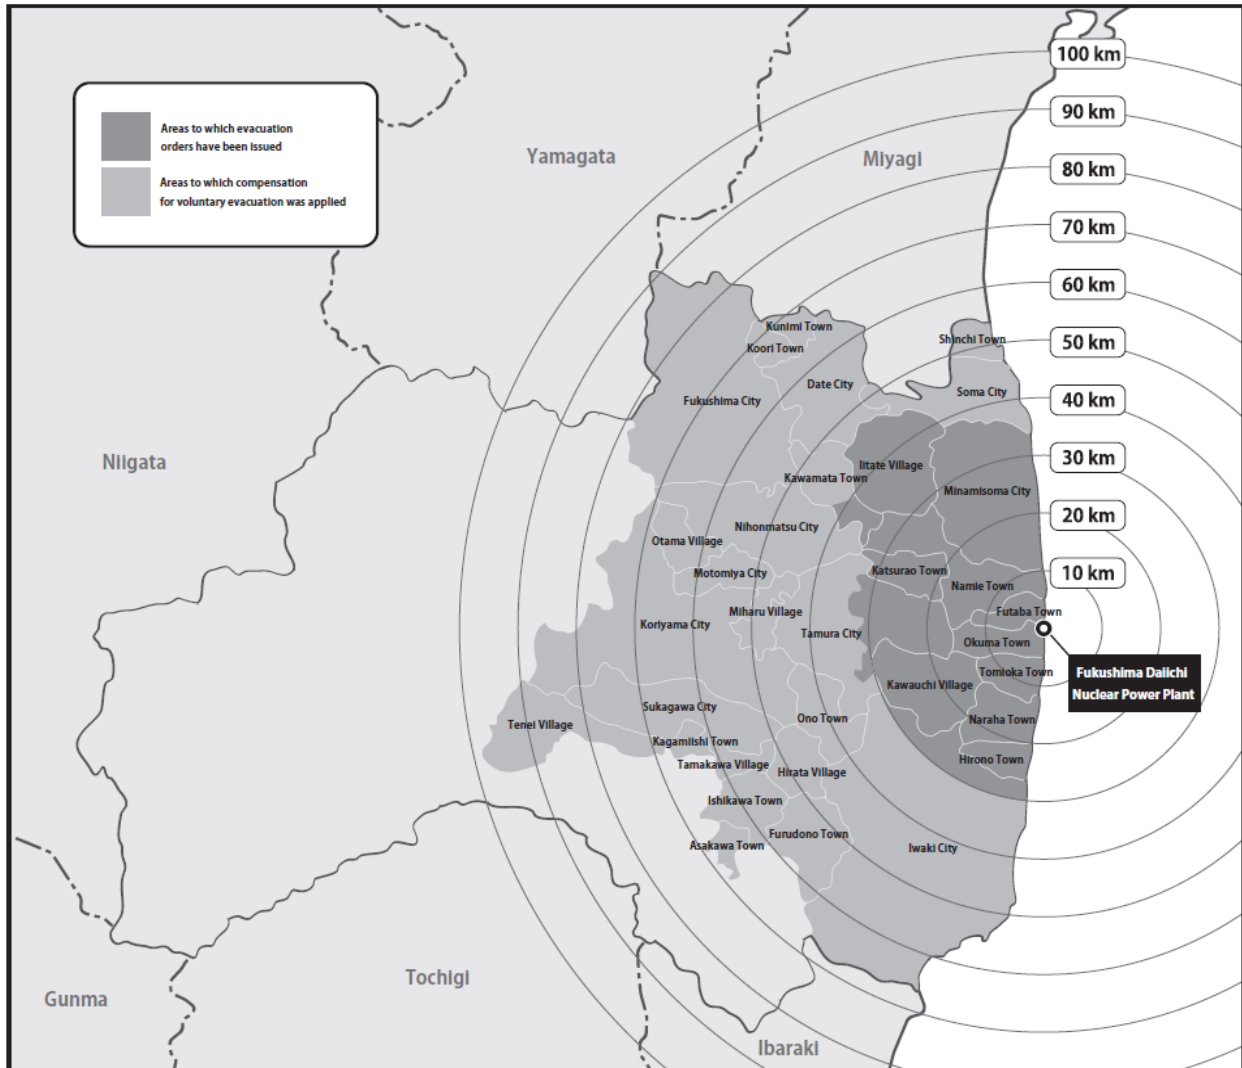 100 km
90 km
80 km
70 km
60 km
50 km
40 km
30 km
20 km
10 km
Areas to which evacuation
orders have been issued
Areas to which compensation
for voluntary evacuation was applied
Yamagata
Miyagi
Niigata
Gunma
Tochigi
Ibaraki
Kunimi Town
Koori Town
Shinchi Town
Date City
Soma City
Fukushima City
Iitate Village
Kawamata Town
Minamisoma City
Nihonmatsu City
Otama Village
Motomiya City
Katsurao Town
Namie Town
Miharu Village
Futaba Town
Koriyama City
Tamura City
Okuma Town
Tomioka Town
Fukushima Daiichi
Nuclear Power Plant
Kawauchi Village
Sukagawa City
Ono Town
Naraha Town
Tenei Village
Kagamiishi Town
Hirono Town
Tamakawa Village
Hirata Village
Ishikawa Town
Furudono Town
Asakawa Town
Iwaki City